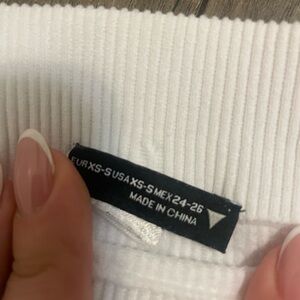 EUR XS-S USA XS-S MEX 24-26
MADE IN CHINA